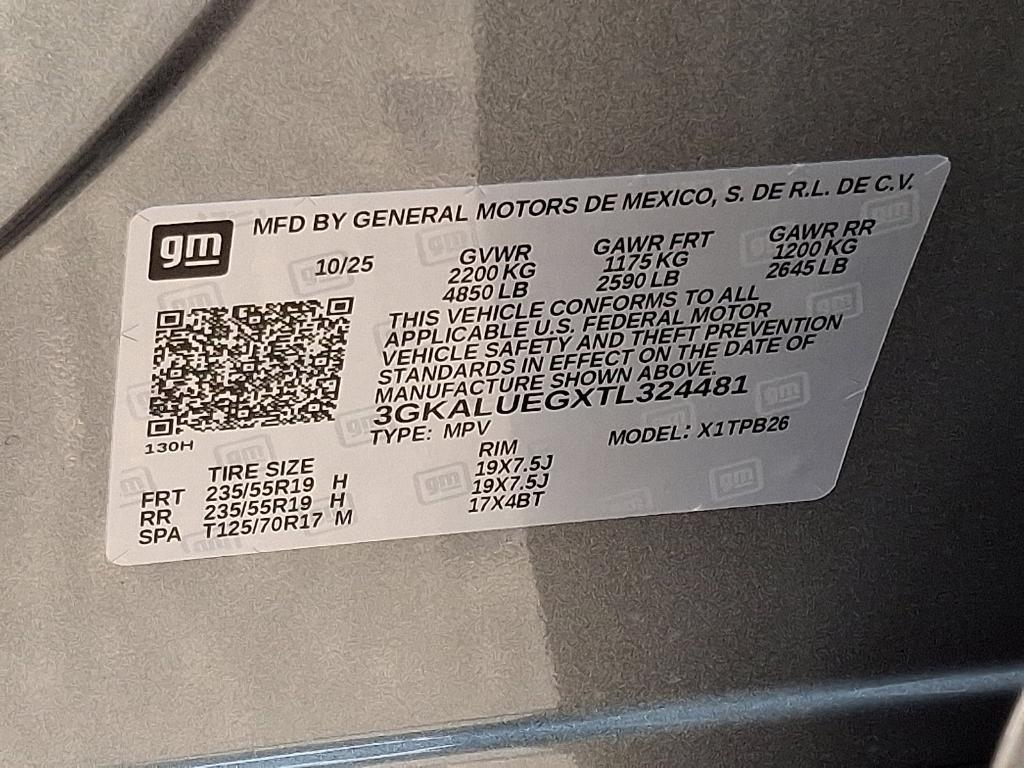 MFD BY GENERAL MOTORS DE MEXICO, S. DE R.L. DE C.V.
gm
10/25
GVWR
2200 KG
4850 LB
GAWR FRT
1175 KG
2590 LB
GAWR RR
1200 KG
2645 LB
THIS VEHICLE CONFORMS TO ALL
APPLICABLE U.S. FEDERAL MOTOR
VEHICLE SAFETY AND THEFT PREVENTION
STANDARDS IN EFFECT ON THE DATE OF
MANUFACTURE SHOWN ABOVE.
3GKALUEGXTL324481
TYPE: MPV
MODEL: X1TPB26
130H
TIRE SIZE RIM
FRT 235/55R19 H 19X7.5J
RR 235/55R19 H 19X7.5J
SPA T125/70R17 M 17X4BT